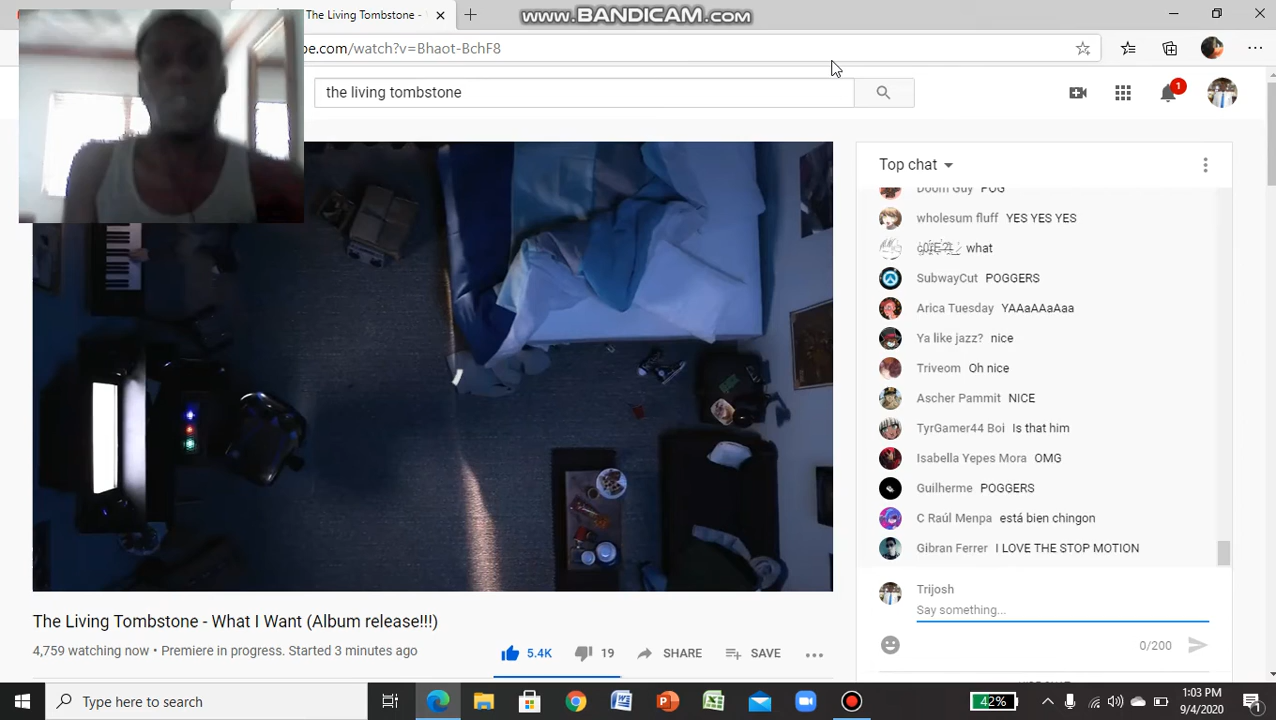 The Living Tombstone -
www.BANDICAM.com
be.com/watch?v=Bhaot-BchF8
the living tombstone
1
Top chat
Doom Guy POG
wholesum fluff YES YES YES
what
SubwayCut POGGERS
Arica Tuesday YAAaAAaAaa
Ya like jazz? nice
Triveom Oh nice
Ascher Pammit NICE
TyrGamer44 Boi Is that him
Isabella Yepes Mora OMG
Guilherme POGGERS
C Raúl Menpa está bien chingon
Gibran Ferrer I LOVE THE STOP MOTION
Trijosh
Say something...
0/200
The Living Tombstone - What I Want (Album release!!!)
4,759 watching now • Premiere in progress. Started 3 minutes ago
5.4K 19 SHARE SAVE
Type here to search
42%
1:03 PM
9/4/2020
1